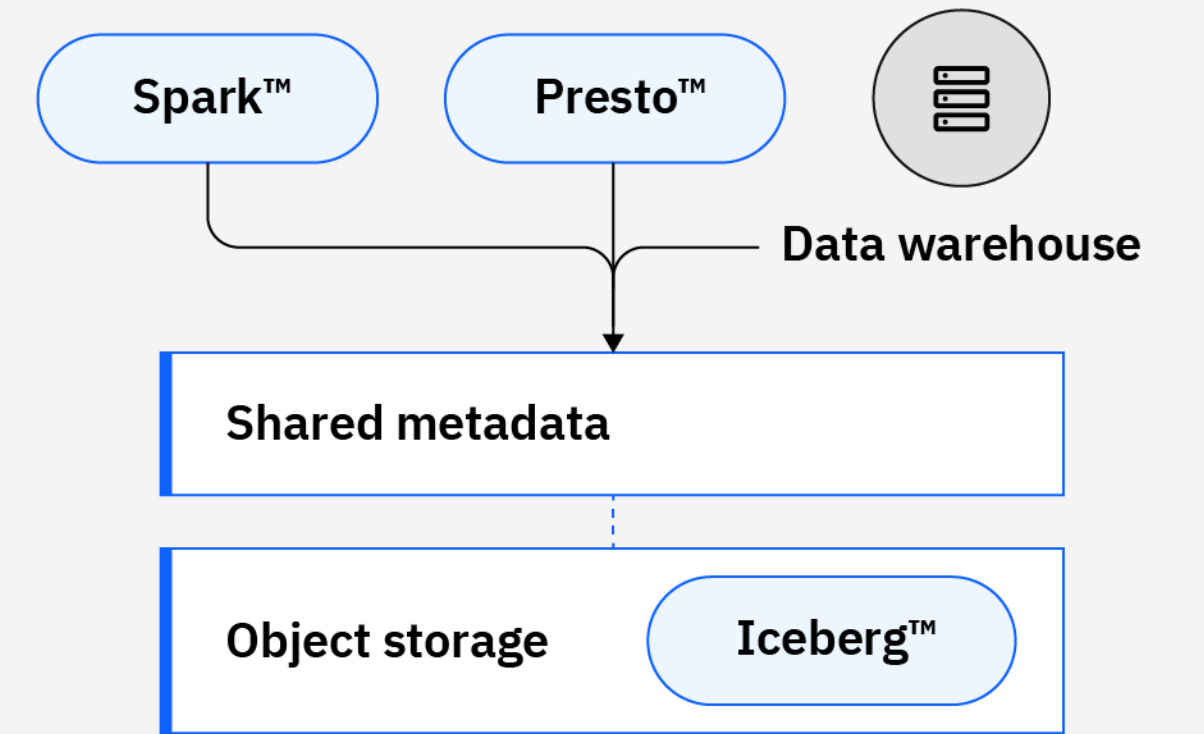 Spark™
Presto™
Data warehouse
Shared metadata
Object storage
Iceberg™